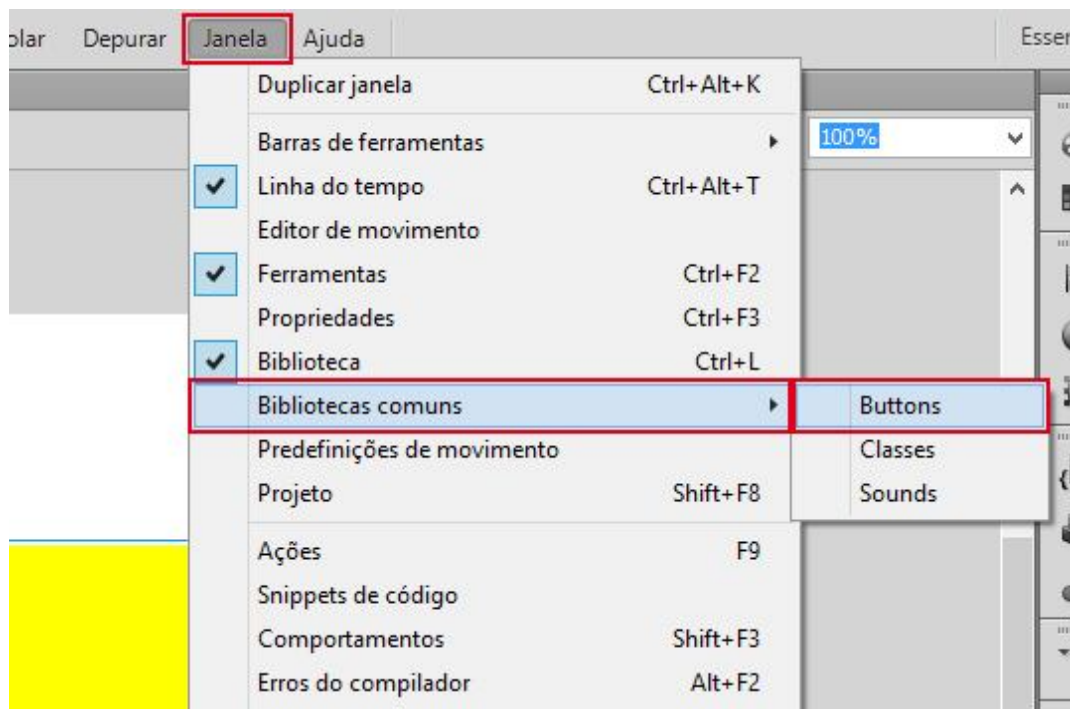 olar Depurar Janela Ajuda Esser
Duplicar janela Ctrl+Alt+K
100%
Barras de ferramentas
Linha do tempo Ctrl+Alt+T
Editor de movimento
Ferramentas Ctrl+F2
Propriedades Ctrl+F3
Biblioteca Ctrl+L
Bibliotecas comuns Buttons
Predefinições de movimento Classes
Projeto Shift+F8 Sounds
Ações F9
Snippets de código
Comportamentos Shift+F3
Erros do compilador Alt+F2